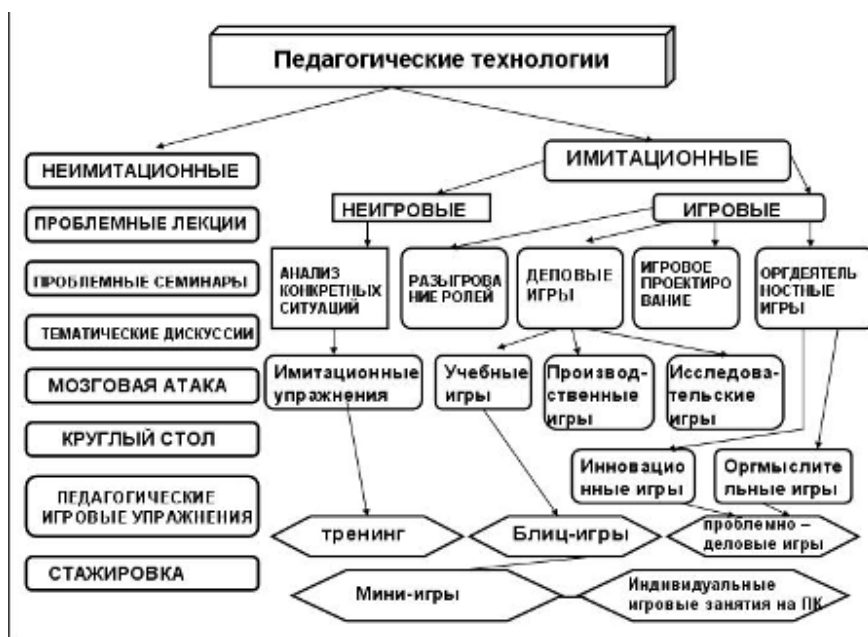 Педагогические технологии
НЕИМИТАЦИОННЫЕ
ИМИТАЦИОННЫЕ
НЕИГРОВЫЕ
ИГРОВЫЕ
ПРОБЛЕМНЫЕ ЛЕКЦИИ
ПРОБЛЕМНЫЕ СЕМИНАРЫ
ТЕМАТИЧЕСКИЕ ДИСКУССИИ
МОЗГОВАЯ АТАКА
КРУГЛЫЙ СТОЛ
ПЕДАГОГИЧЕСКИЕ
ИГРОВЫЕ УПРАЖНЕНИЯ
СТАЖИРОВКА
АНАЛИЗ
КОНКРЕТНЫХ
СИТУАЦИЙ
РАЗЫГРОВА
НИЕ РОЛЕЙ
ДЕЛОВЫЕ
ИГРЫ
ИГРОВОЕ
ПРОЕКТИРО
ВАНИЕ
ОРГДЕЯТЕЛЬ
НОСТНЫЕ
ИГРЫ
Имитационные
упражнения
Учебные
игры
Производ-
ственные
игры
Исследова-
тельские
игры
Инновацио
нные игры
Оргмыслите
льные игры
тренинг
Блиц-игры
проблемно –
деловые игры
Мини-игры
Индивидуальные
игровые занятия на ПК